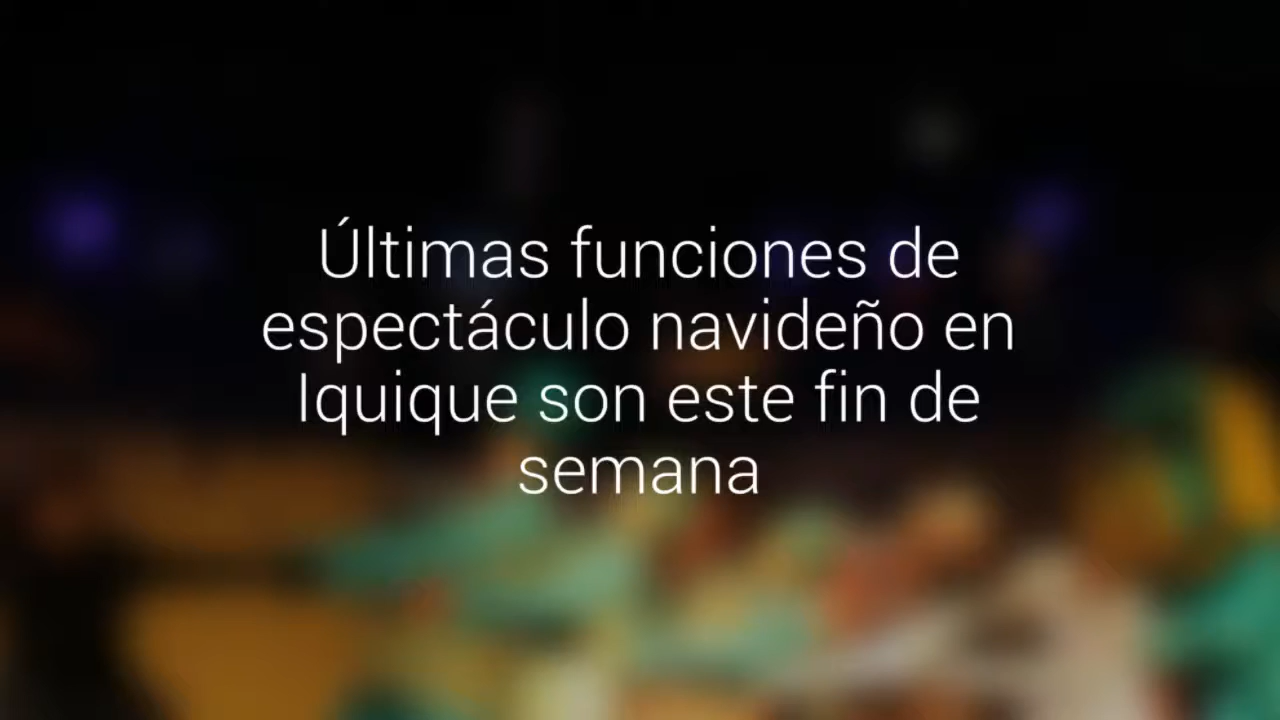 Últimas funciones de
espectáculo navideño en
Iquique son este fin de
semana